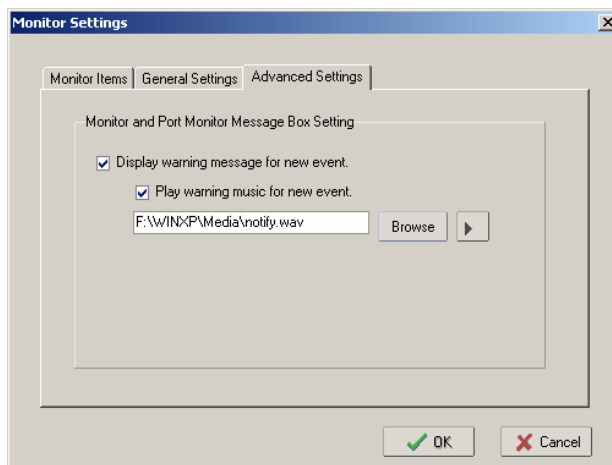 Monitor Settings
Monitor Items General Settings Advanced Settings
Monitor and Port Monitor Message Box Setting
Display warning message for new event.
Play warning music for new event.
F:\WINXP\Media\notify.wav Browse
OK Cancel